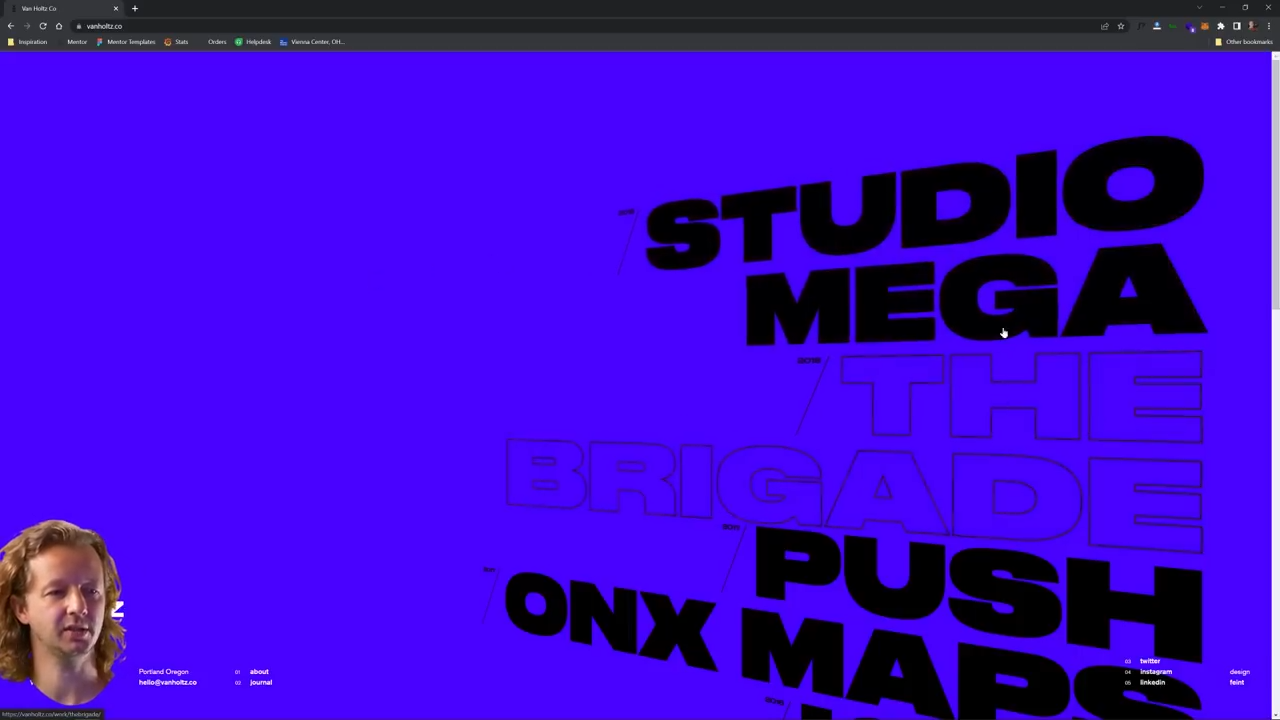 Van Holtz Co
vanholtz.co
Inspiration
Mentor
Mentor Templates
Stats
Orders
Helpdesk
Vienna Center, OH...
Other bookmarks
STUDIO
MEGA
THE
BRIGADE
PUSH
ONX
MAPS
Z
Portland Oregon
hello@vanholtz.co
01 about
02 journal
03 twitter
04 instagram
05 linkedin
design
feint
https://vanholtz.co/work/thebrigade/